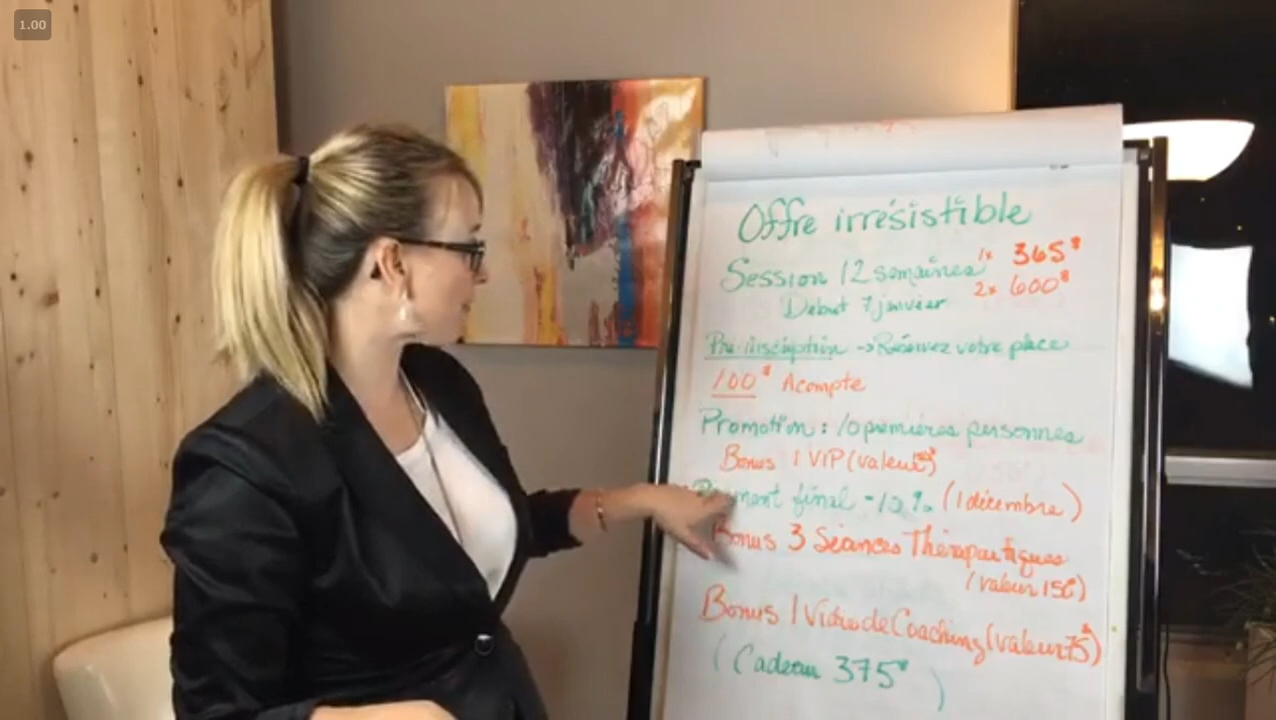 1.00
Offre irrésistible
Session 12 semaines 1x 365$
2x 600$
Début 7 janvier
Pré-inscription → Réservez votre place
100$ Acompte
Promotion : 10 premières personnes
Bonus 1 VIP (valeur 150$)
final -10% (1 décembre)
Bonus 3 Séances Thérapeutiques
(valeur 150)
Bonus 1 Vidéo de Coaching (valeur 75$)
(Cadeau 375$)